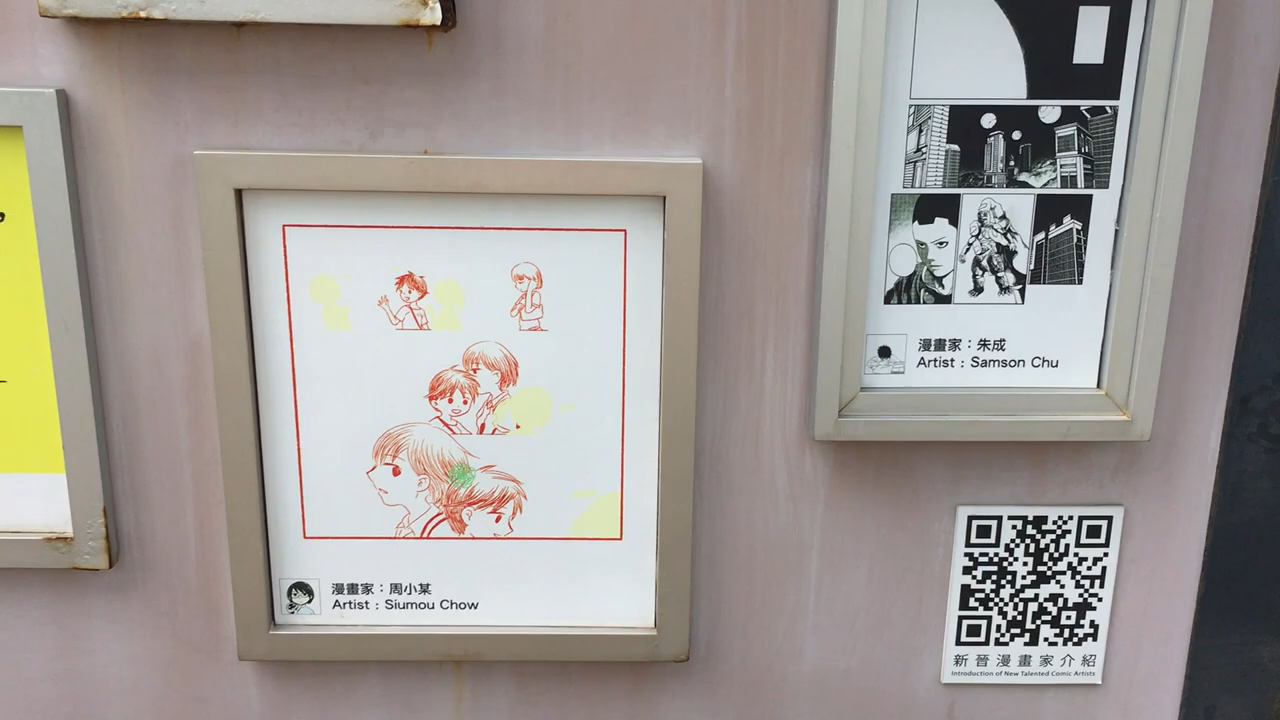 漫畫家：周小某
Artist : Siumou Chow
漫畫家：朱成
Artist : Samson Chu
新晉漫畫家介紹
Introduction of New Talented Comic Artists